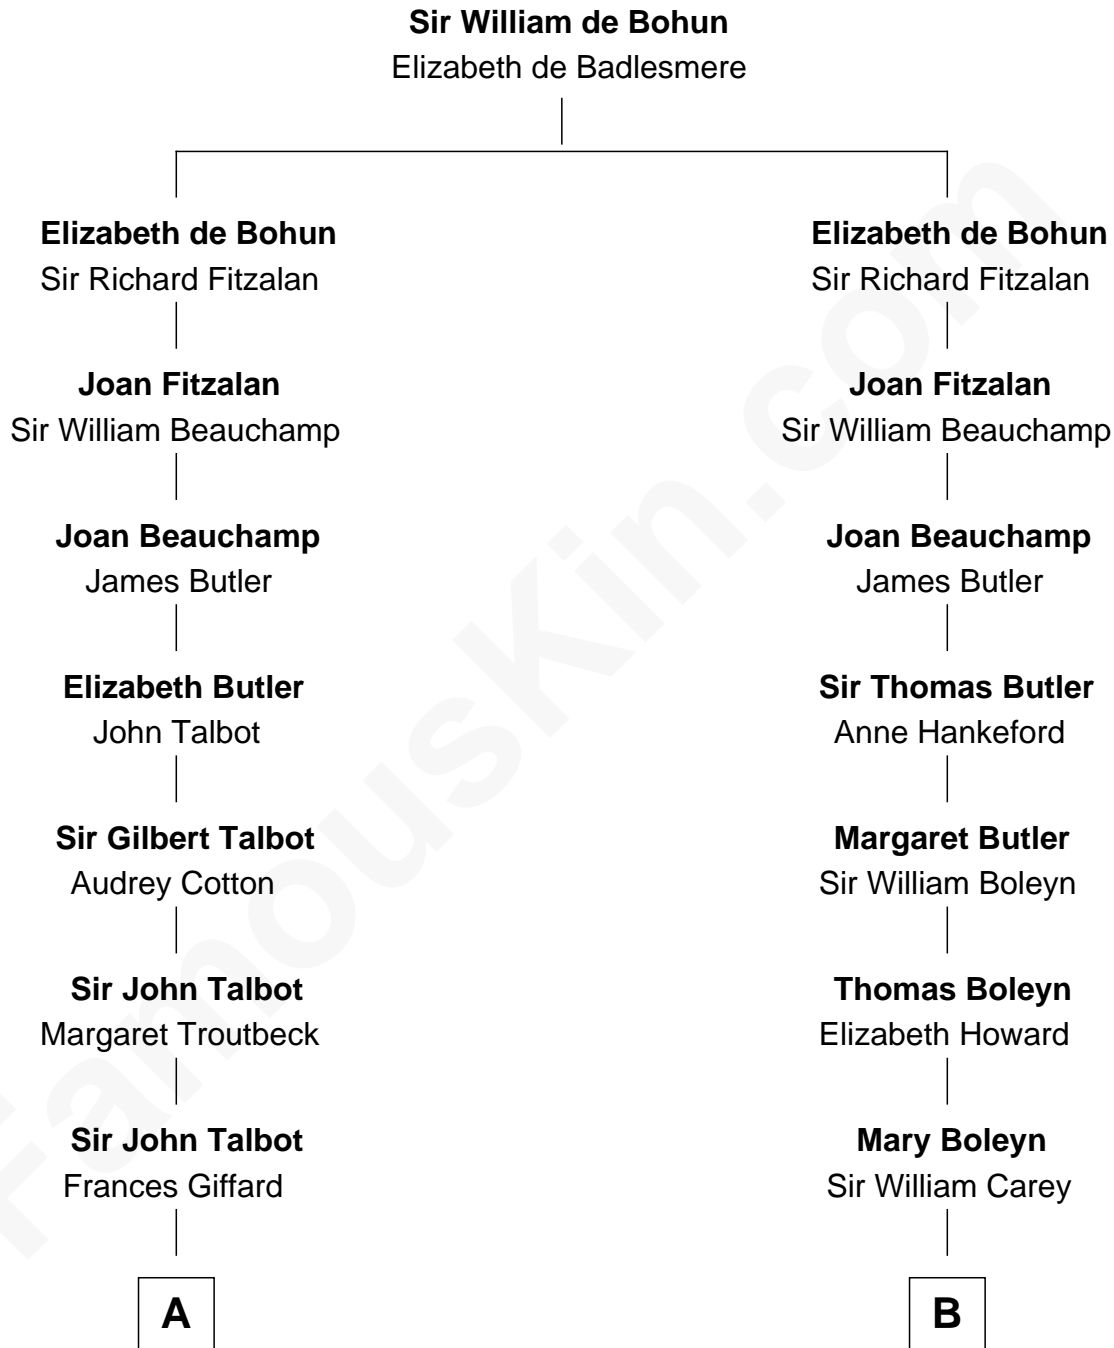 Sir William de Bohun
Elizabeth de Badlesmere
Elizabeth de Bohun
Sir Richard Fitzalan
Elizabeth de Bohun
Sir Richard Fitzalan
Joan Fitzalan
Sir William Beauchamp
Joan Fitzalan
Sir William Beauchamp
Joan Beauchamp
James Butler
Joan Beauchamp
James Butler
Elizabeth Butler
John Talbot
Sir Thomas Butler
Anne Hankeford
Sir Gilbert Talbot
Audrey Cotton
Margaret Butler
Sir William Boleyn
Sir John Talbot
Margaret Troutbeck
Thomas Boleyn
Elizabeth Howard
Sir John Talbot
Frances Giffard
Mary Boleyn
Sir William Carey
A
B
FamousKin.com